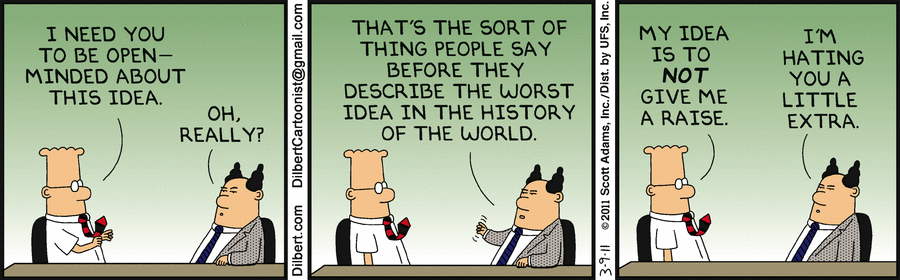 I NEED YOU
TO BE OPEN—
MINDED ABOUT
THIS IDEA.
OH,
REALLY?
Dilbert.com DilbertCartoonist@gmail.com
THAT'S THE SORT OF
THING PEOPLE SAY
BEFORE THEY
DESCRIBE THE WORST
IDEA IN THE HISTORY
OF THE WORLD.
3-9-11 ©2011 Scott Adams, Inc./Dist. by UFS, Inc.
MY IDEA
IS TO
NOT
GIVE ME
A RAISE.
I'M
HATING
YOU A
LITTLE
EXTRA.